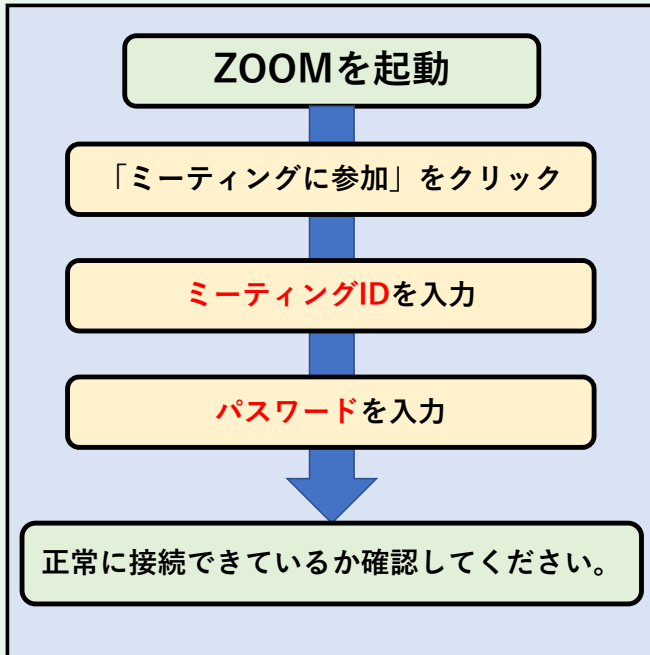 ZOOMを起動
「ミーティングに参加」をクリック
ミーティングIDを入力
パスワードを入力
正常に接続できているか確認してください。